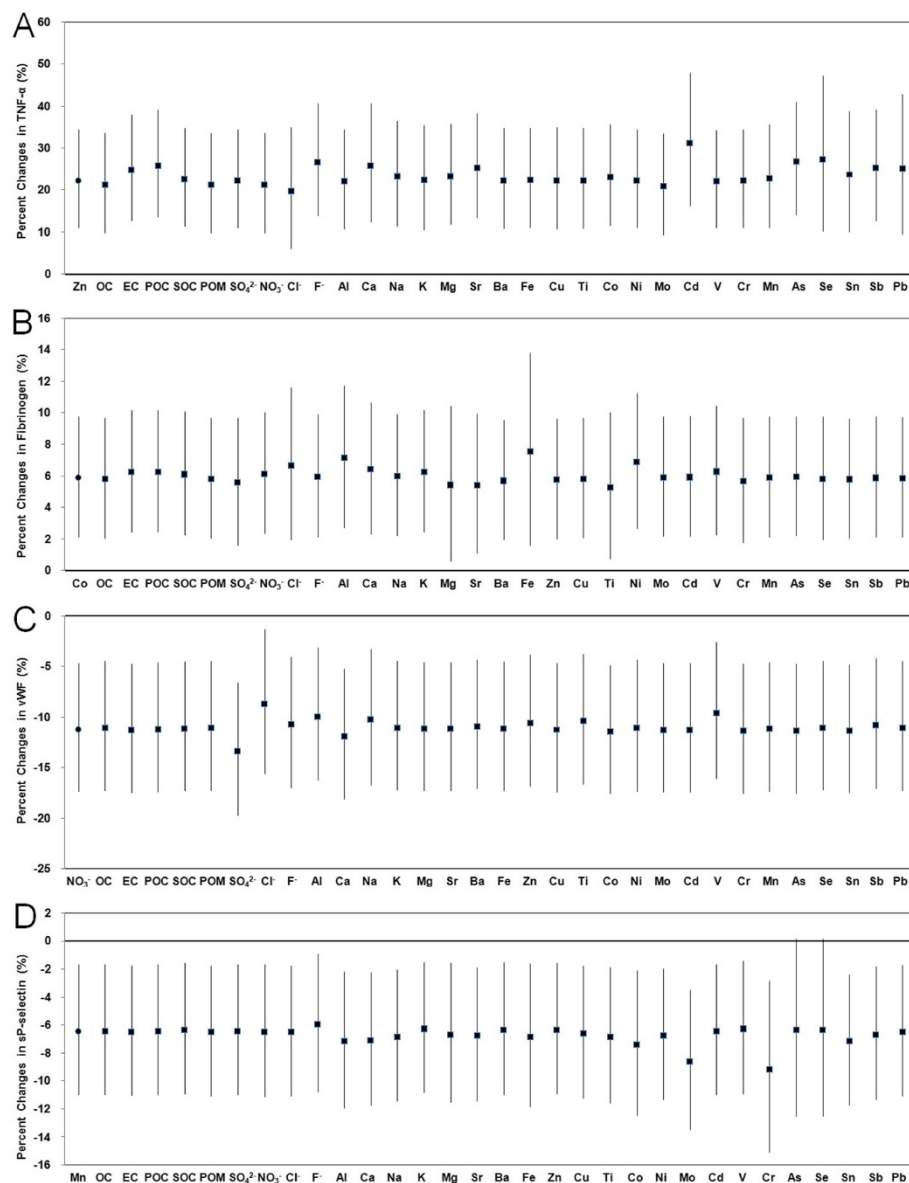 A
Percent Changes in TNF-α (%)
60
50
40
30
20
10
0
Zn OC EC POC SOC POM SO₄²⁻ NO₃⁻ Cl⁻ F⁻ Al Ca Na K Mg Sr Ba Fe Cu Ti Co Ni Mo Cd V Cr Mn As Se Sn Sb Pb
B
Percent Changes in Fibrinogen (%)
16
14
12
10
8
6
4
2
0
Co OC EC POC SOC POM SO₄²⁻ NO₃⁻ Cl⁻ F⁻ Al Ca Na K Mg Sr Ba Fe Zn Cu Ti Ni Mo Cd V Cr Mn As Se Sn Sb Pb
C
Percent Changes in vWF (%)
0
-5
-10
-15
-20
-25
NO₃⁻ OC EC POC SOC POM SO₄²⁻ Cl⁻ F⁻ Al Ca Na K Mg Sr Ba Fe Zn Cu Ti Co Ni Mo Cd V Cr Mn As Se Sn Sb Pb
D
Percent Changes in sP-selectin (%)
2
0
-2
-4
-6
-8
-10
-12
-14
-16
Mn OC EC POC SOC POM SO₄²⁻ NO₃⁻ Cl⁻ F⁻ Al Ca Na K Mg Sr Ba Fe Zn Cu Ti Co Ni Mo Cd V Cr As Se Sn Sb Pb